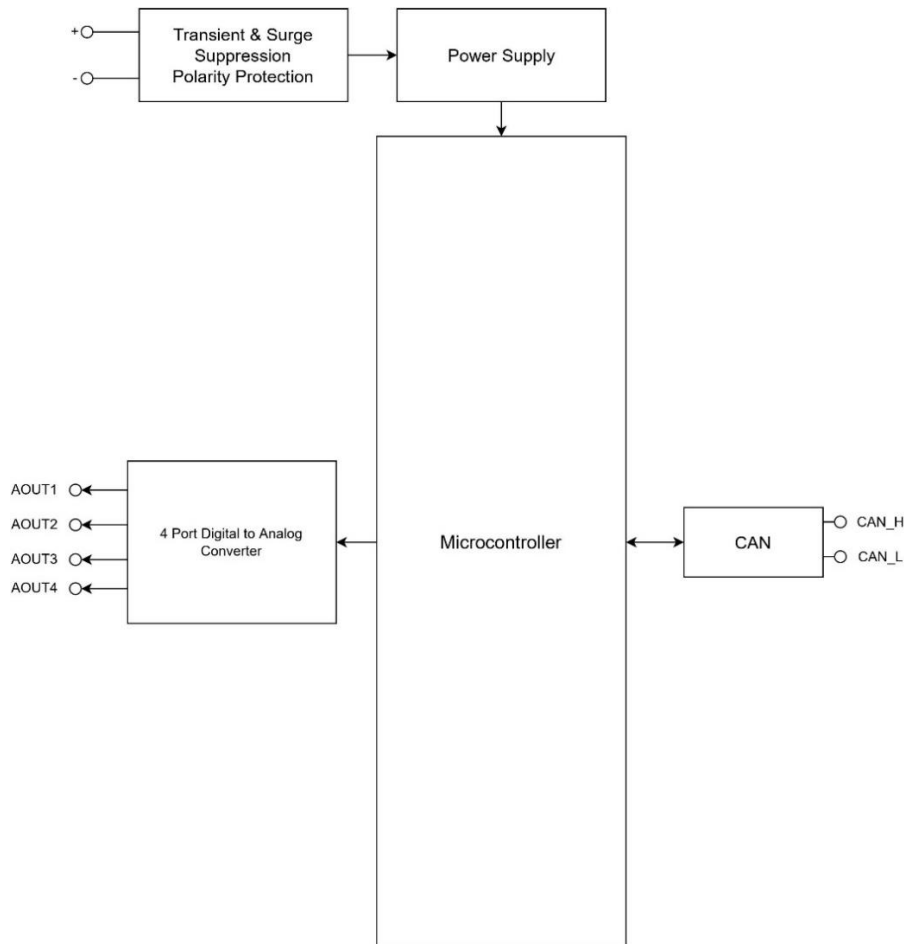 +
-
Transient & Surge
Suppression
Polarity Protection
Power Supply
AOUT1
AOUT2
AOUT3
AOUT4
4 Port Digital to Analog
Converter
Microcontroller
CAN
CAN_H
CAN_L